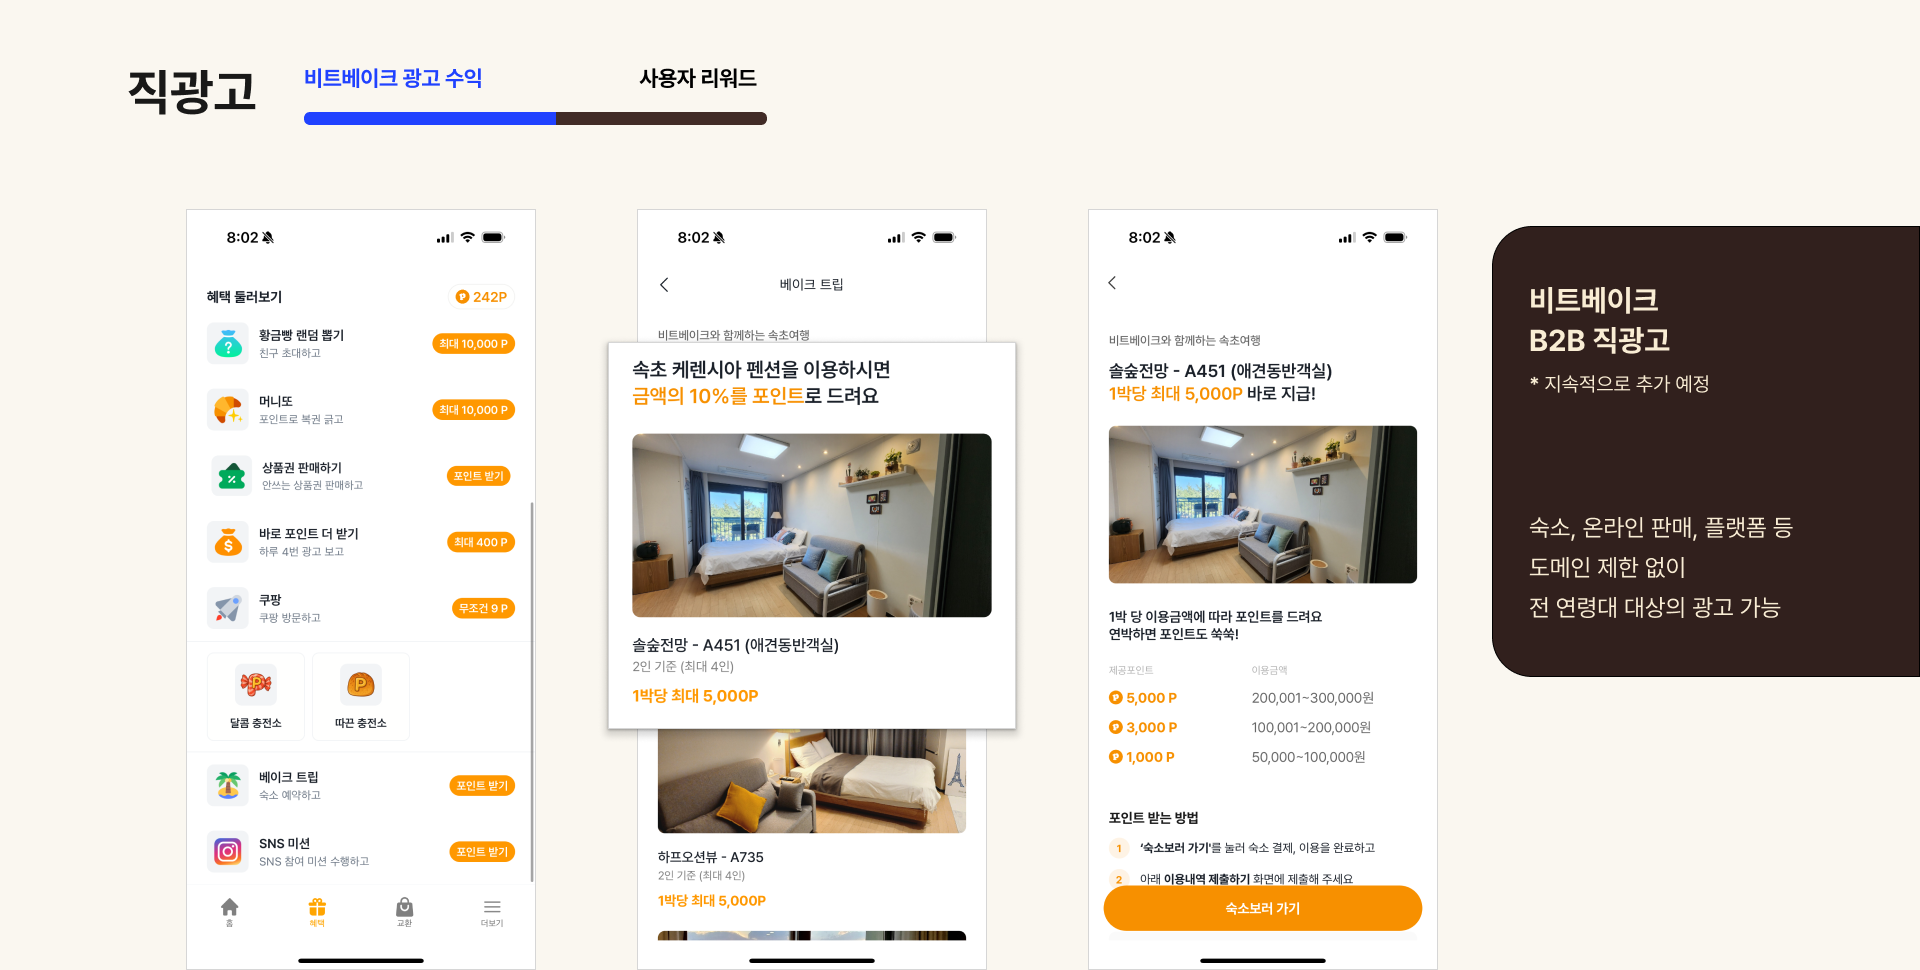 직광고
비트베이크 광고 수익
사용자 리워드
8:02
혜택 둘러보기
242P
황금빵 랜덤 뽑기
친구 초대하고
최대 10,000 P
머니또
포인트로 복권 긁고
최대 10,000 P
상품권 판매하기
안쓰는 상품권 판매하고
포인트 받기
바로 포인트 더 받기
하루 4번 광고 보고
최대 400 P
쿠팡
쿠팡 방문하고
무조건 9 P
달콤 충전소
따끈 충전소
베이크 트립
숙소 예약하고
포인트 받기
SNS 미션
SNS 참여 미션 수행하고
포인트 받기
홈
혜택
교환
더보기
8:02
베이크 트립
비트베이크와 함께하는 속초여행
속초 케렌시아 펜션을 이용하시면
금액의 10%를 포인트로 드려요
솔숲전망 - A451 (애견동반객실)
2인 기준 (최대 4인)
1박당 최대 5,000P
하프오션뷰 - A735
2인 기준 (최대 4인)
1박당 최대 5,000P
8:02
비트베이크와 함께하는 속초여행
솔숲전망 - A451 (애견동반객실)
1박당 최대 5,000P 바로 지급!
1박 당 이용금액에 따라 포인트를 드려요
연박하면 포인트도 쑥쑥!
제공포인트
이용금액
5,000 P
200,001~300,000원
3,000 P
100,001~200,000원
1,000 P
50,000~100,000원
포인트 받는 방법
1
‘숙소보러 가기'를 눌러 숙소 결제, 이용을 완료하고
2
아래 이용내역 제출하기 화면에 제출해 주세요
숙소보러 가기
비트베이크
B2B 직광고
* 지속적으로 추가 예정
숙소, 온라인 판매, 플랫폼 등
도메인 제한 없이
전 연령대 대상의 광고 가능